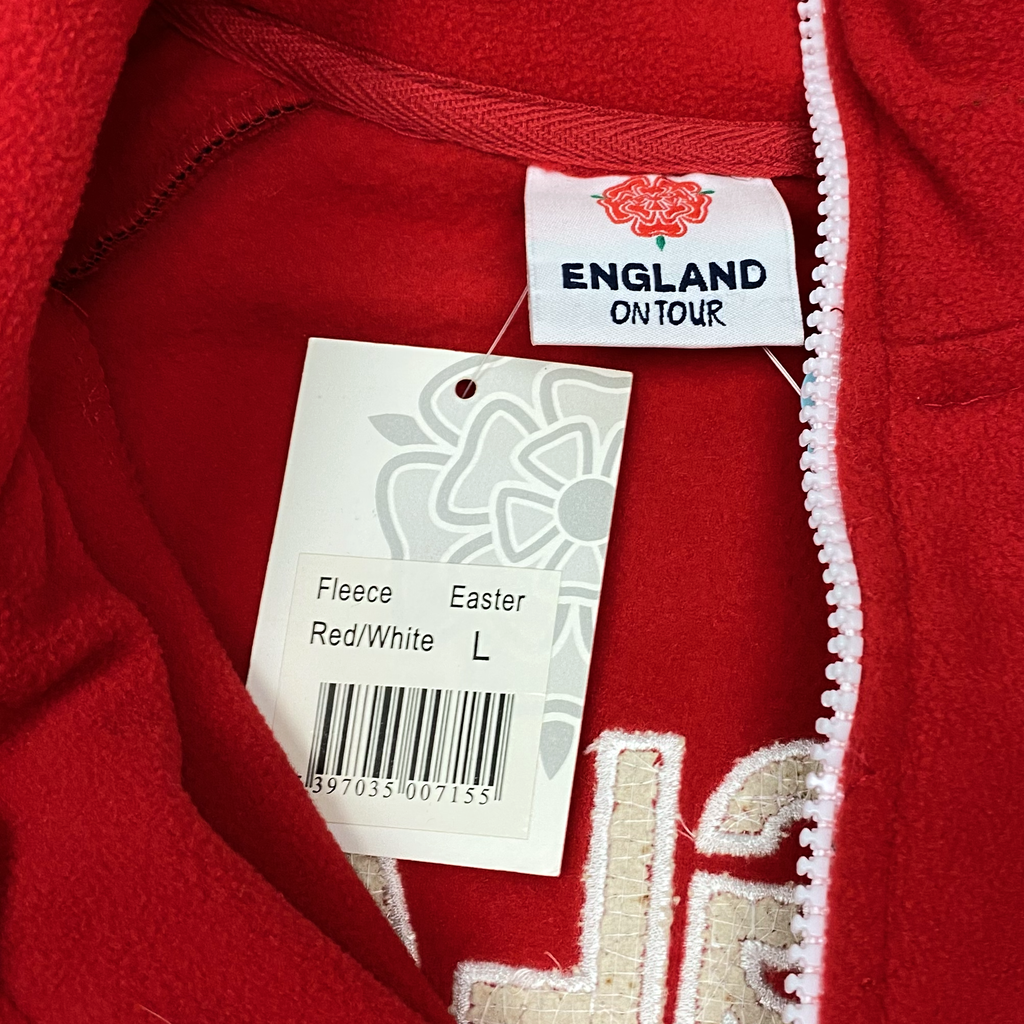 ENGLAND
ON TOUR
Fleece Easter
Red/White L
397035 007155